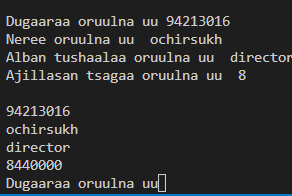 Dugaaraa oruulna uu 94213016
Neree oruulna uu  ochirsukh
Alban tushaalaa oruulna uu  director
Ajillasan tsagaa oruulna uu  8

94213016
ochirsukh
director
8440000
Dugaaraa oruulna uu